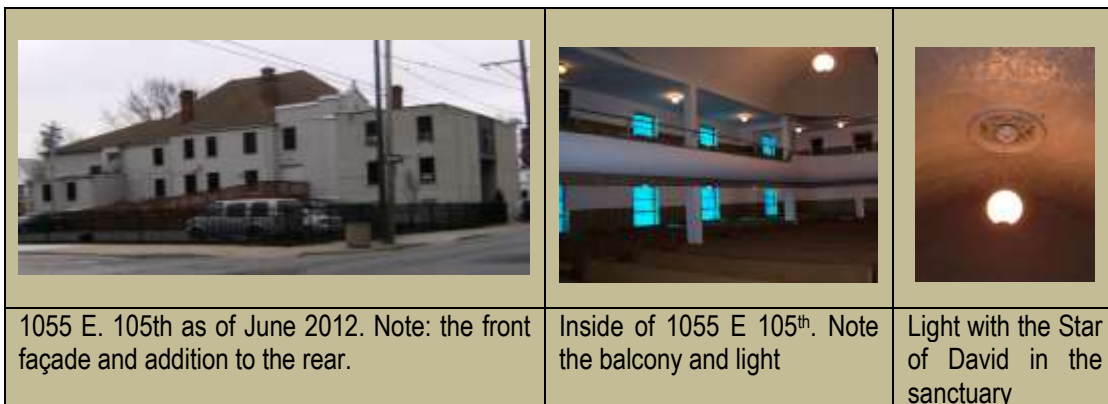 1055 E. 105th as of June 2012. Note: the front
façade and addition to the rear.
Inside of 1055 E 105th. Note
the balcony and light
Light with the Star
of David in the
sanctuary